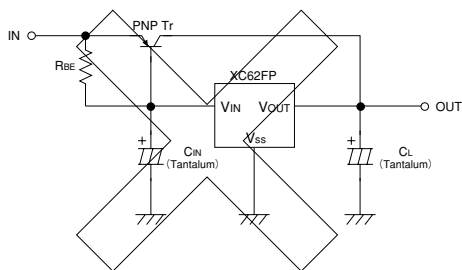 PNP Tr
IN
RBE
XC62FP
VIN VOUT
OUT
VSS
+ CIN
(Tantalum)
+ CL
(Tantalum)